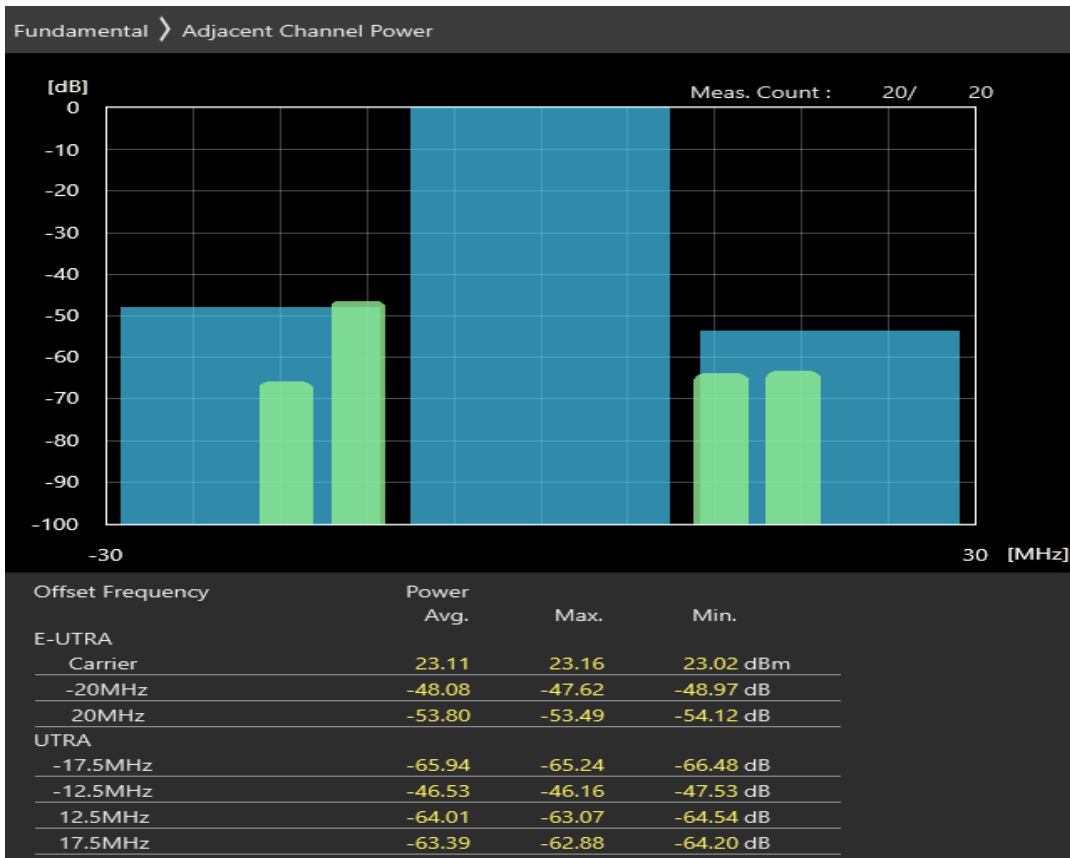 Fundamental 〉 Adjacent Channel Power
[dB]
Meas. Count : 20/ 20
0
-10
-20
-30
-40
-50
-60
-70
-80
-90
-100
-30 30 [MHz]
Offset Frequency Power
Avg. Max. Min.
E-UTRA
Carrier 23.11 23.16 23.02 dBm
-20MHz -48.08 -47.62 -48.97 dB
20MHz -53.80 -53.49 -54.12 dB
UTRA
-17.5MHz -65.94 -65.24 -66.48 dB
-12.5MHz -46.53 -46.16 -47.53 dB
12.5MHz -64.01 -63.07 -64.54 dB
17.5MHz -63.39 -62.88 -64.20 dB